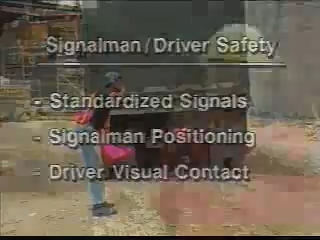 Signalman/Driver Safety
- Standardized Signals
- Signalman Positioning
- Driver Visual Contact